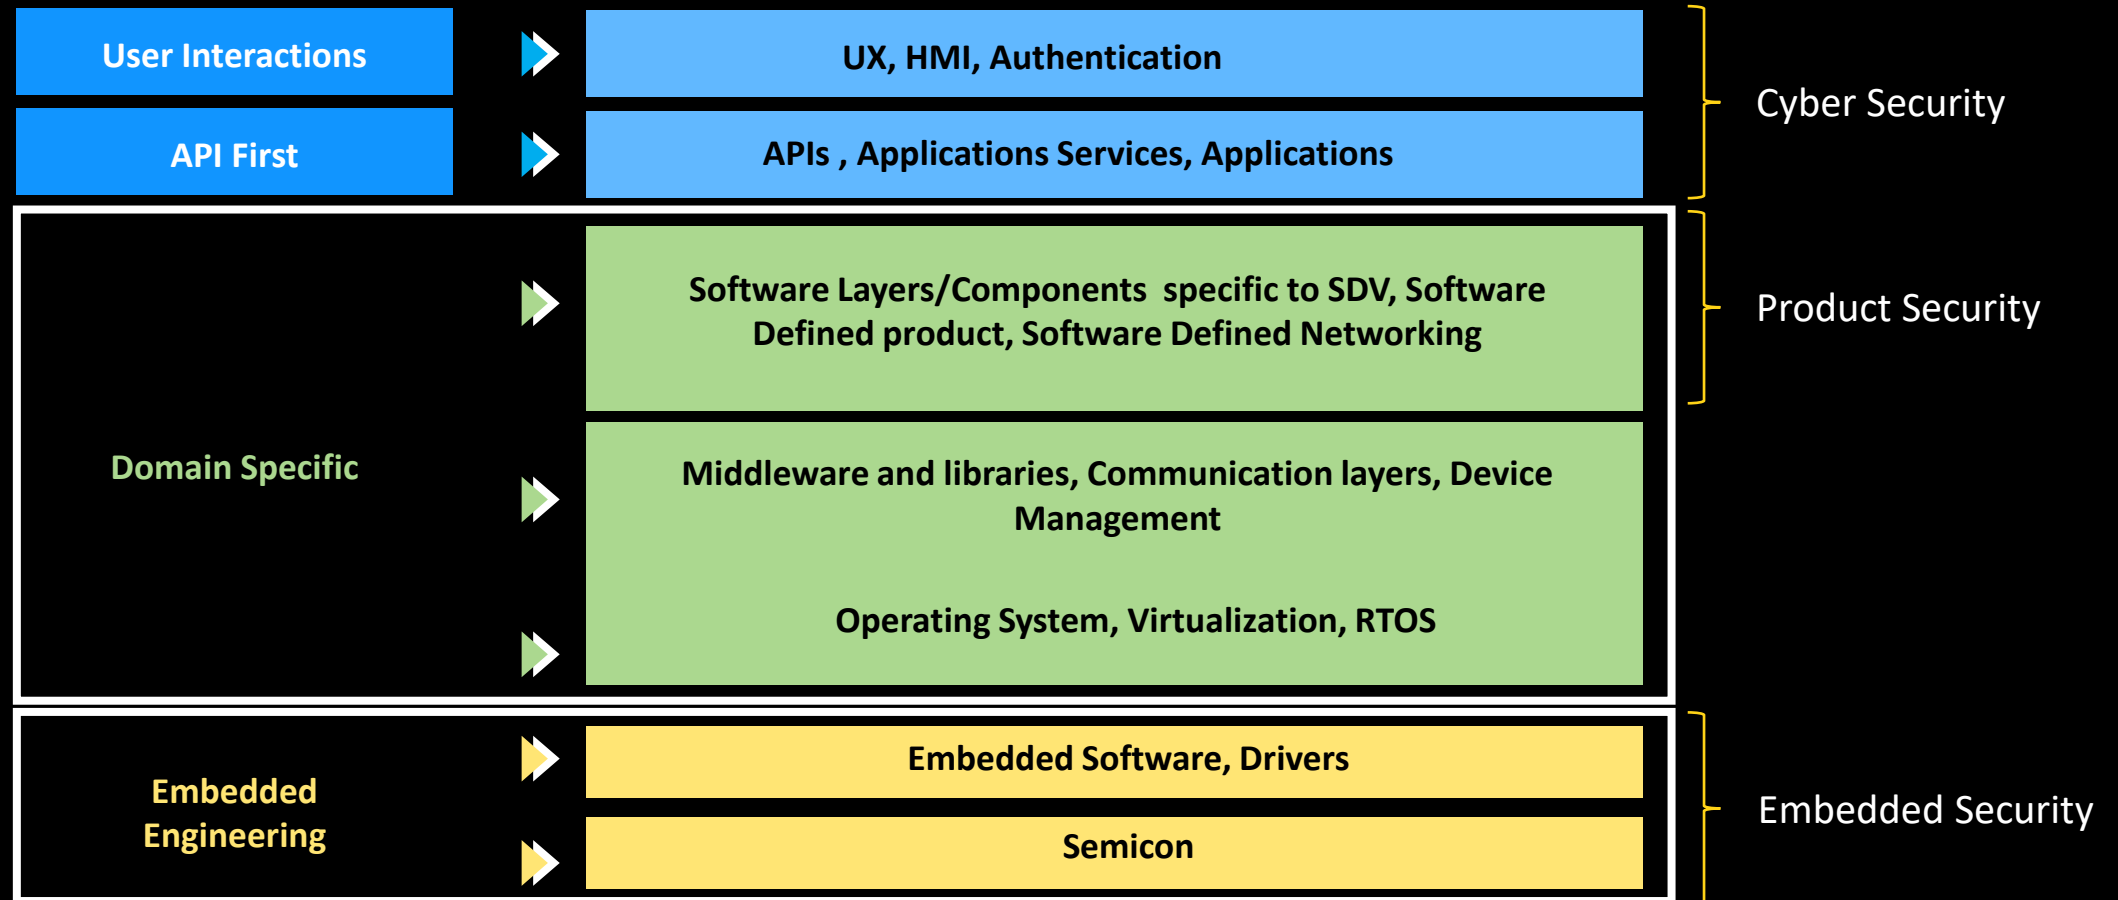 User Interactions
UX, HMI, Authentication
Cyber Security
API First
APIs , Applications Services, Applications
Software Layers/Components  specific to SDV, Software
Defined product, Software Defined Networking
Product Security
Domain Specific
Middleware and libraries, Communication layers, Device
Management
Operating System, Virtualization, RTOS
Embedded
Engineering
Embedded Software, Drivers
Semicon
Embedded Security